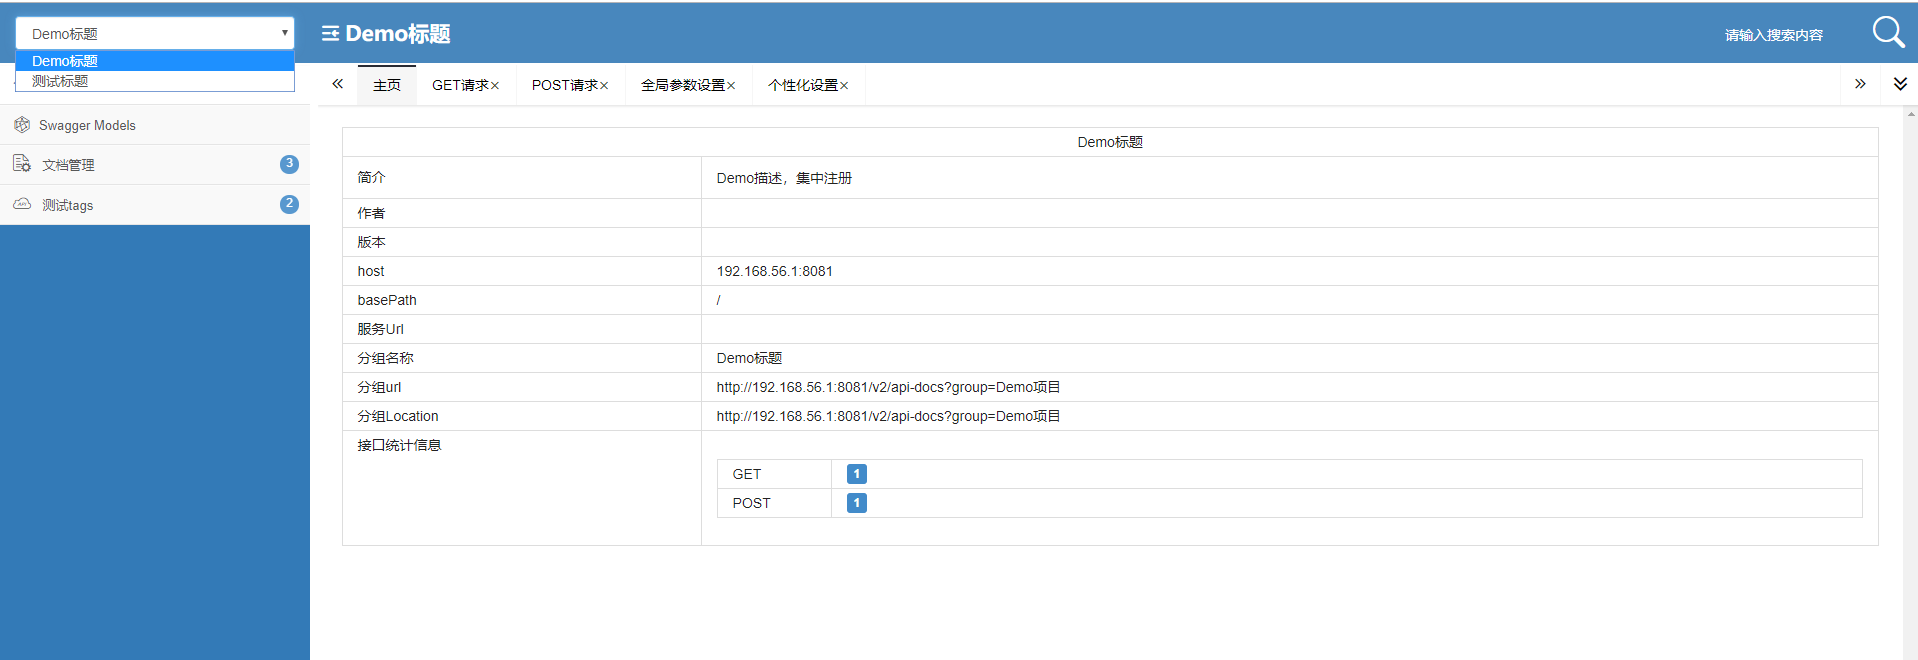 Demo标题
Demo标题
测试标题
Swagger Models
文档管理 3
测试tags 2
Demo标题
请输入搜索内容
主页 GET请求× POST请求× 全局参数设置× 个性化设置×
Demo标题
简介 Demo描述，集中注册
作者
版本
host 192.168.56.1:8081
basePath /
服务Url
分组名称 Demo标题
分组url http://192.168.56.1:8081/v2/api-docs?group=Demo项目
分组Location http://192.168.56.1:8081/v2/api-docs?group=Demo项目
接口统计信息
GET 1
POST 1